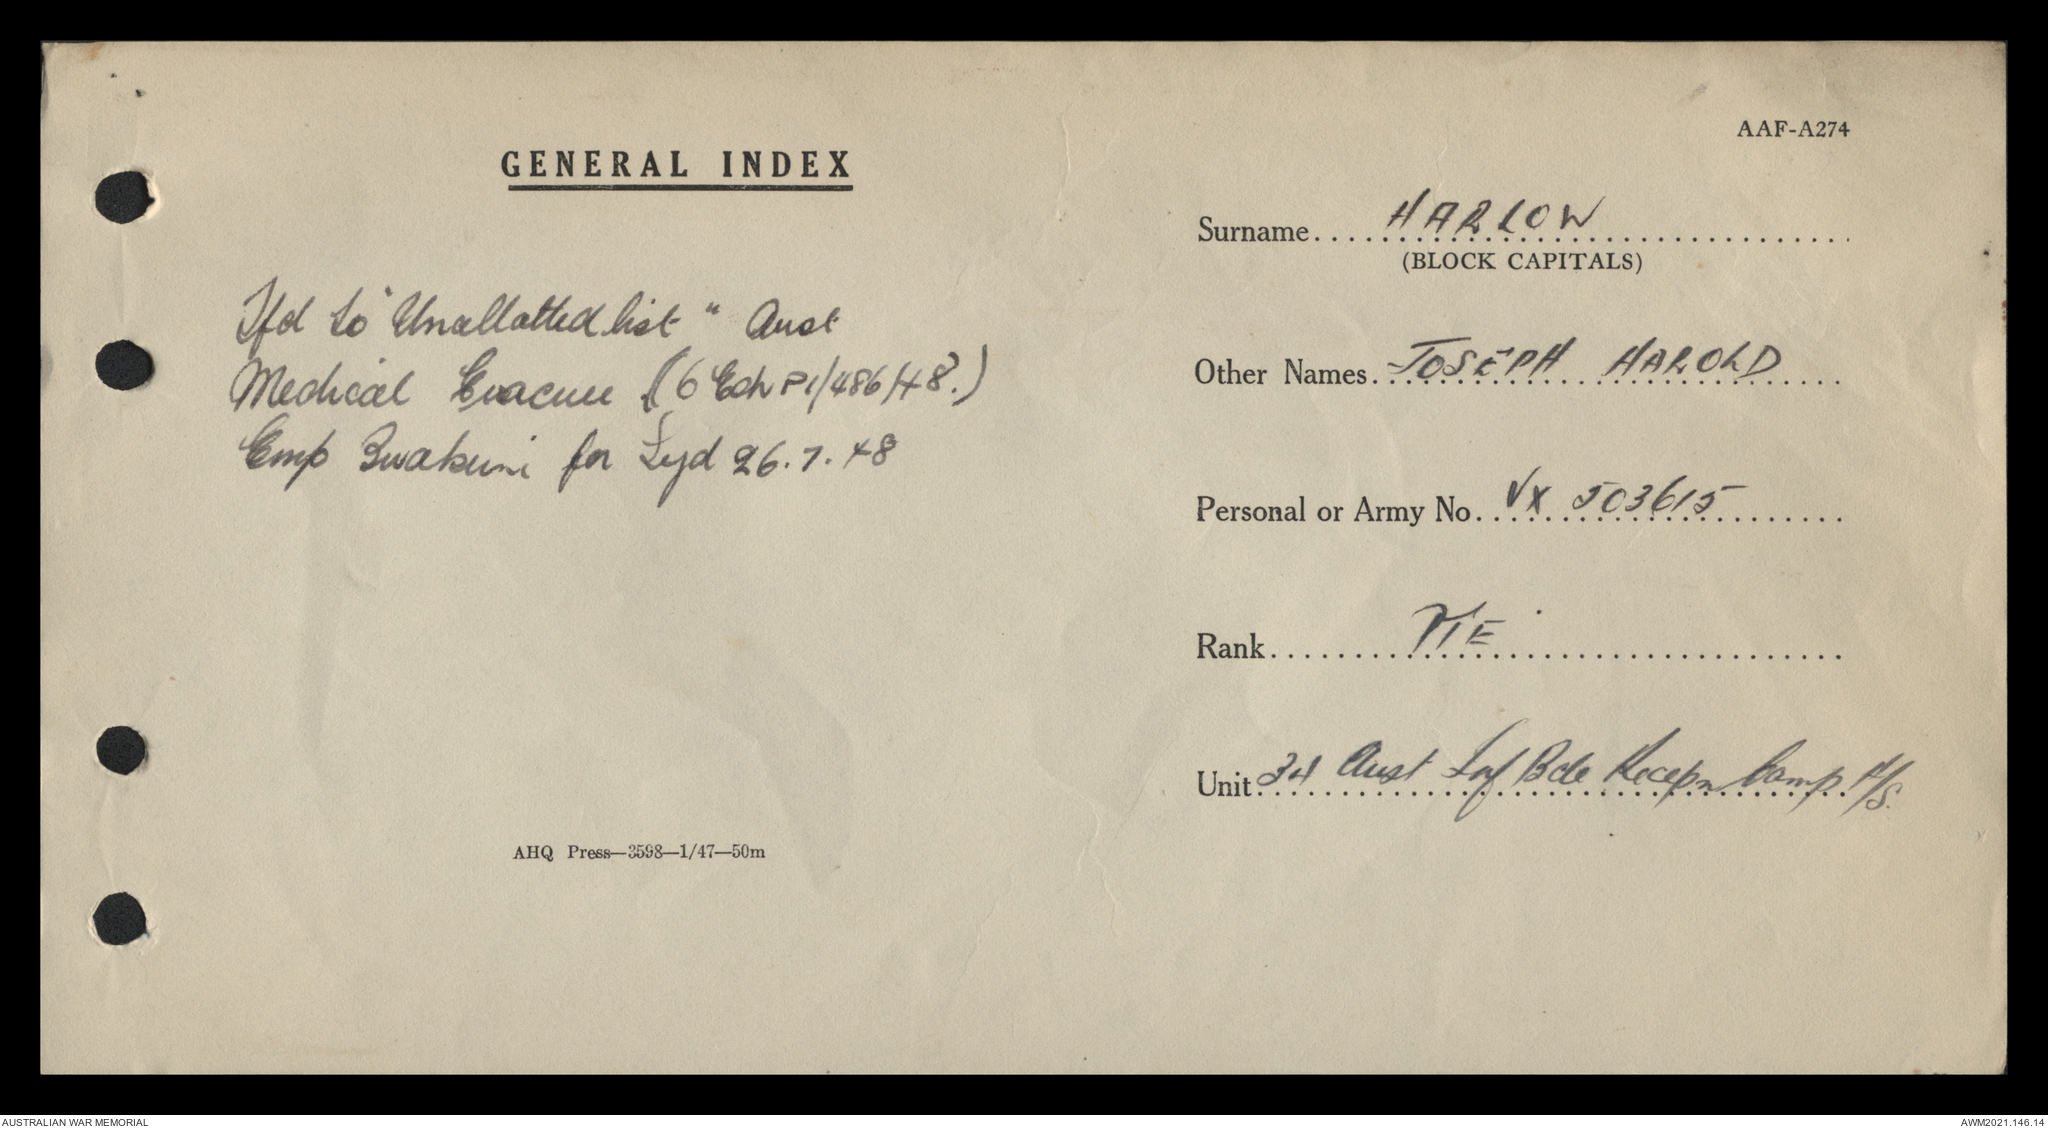 AAF-A274
GENERAL INDEX
Tfd to "Unallotted list" Aust
Medical Evacuee (6 Ech P1/486/48.)
Emp Iwakuni for Syd 26.7.48
AHQ Press—3598—1/47—50m
Surname.... HARLOW
(BLOCK CAPITALS)
Other Names. JOSEPH HAROLD
Personal or Army No. VX 503615
Rank. PTE
Unit 34 Aust Inf Bde Recepn Camp A/S.
AUSTRALIAN WAR MEMORIAL
AWM2021.146.14